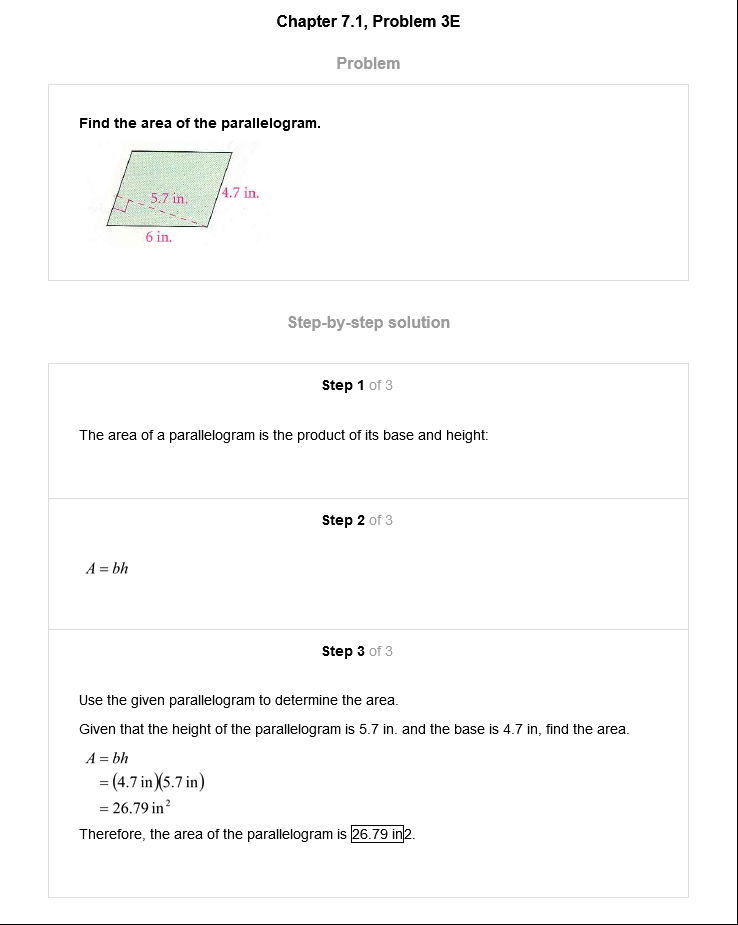 Chapter 7.1, Problem 3E
Problem
Find the area of the parallelogram.
5.7 in.
4.7 in.
6 in.
Step-by-step solution
Step 1 of 3
The area of a parallelogram is the product of its base and height:
Step 2 of 3
A = bh
Step 3 of 3
Use the given parallelogram to determine the area.
Given that the height of the parallelogram is 5.7 in. and the base is 4.7 in, find the area.
A = bh
= (4.7 in)(5.7 in)
= 26.79 in²
Therefore, the area of the parallelogram is 26.79 in2.